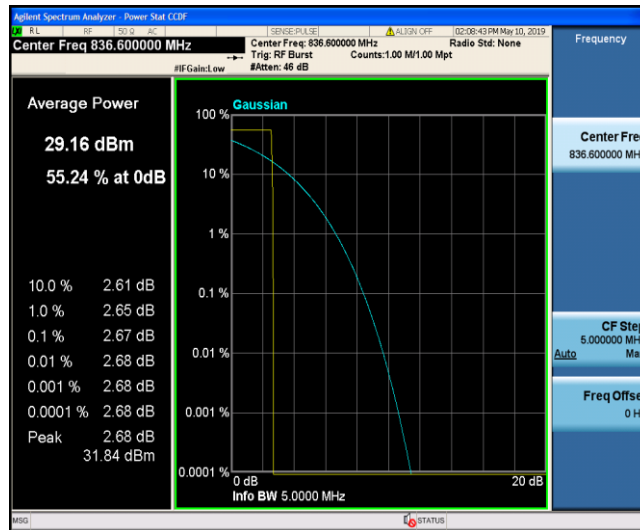 Agilent Spectrum Analyzer - Power Stat CCDF
RL RF 50 Ω AC SENSE:PULSE ALIGN OFF 02:08:43 PM May 10, 2019
Center Freq 836.600000 MHz
Center Freq: 836.600000 MHz Radio Std: None
Trig: RF Burst Counts:1.00 M/1.00 Mpt
#IFGain:Low #Atten: 46 dB
Frequency
Average Power
29.16 dBm
55.24 % at 0dB
10.0 % 2.61 dB
1.0 % 2.65 dB
0.1 % 2.67 dB
0.01 % 2.68 dB
0.001 % 2.68 dB
0.0001 % 2.68 dB
Peak 2.68 dB
31.84 dBm
Gaussian
100 %
10 %
1 %
0.1 %
0.01 %
0.001 %
0.0001 %
0 dB 20 dB
Info BW 5.0000 MHz
Center Fre
836.600000 MH
CF Step
5.000000 MH
Auto Ma
Freq Offse
0 H
MSG STATUS